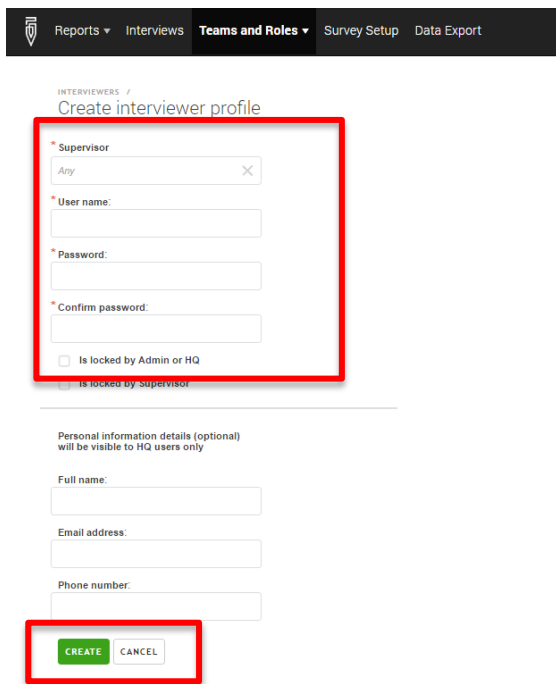 Reports ▾ Interviews Teams and Roles ▾ Survey Setup Data Export
INTERVIEWERS /
Create interviewer profile
* Supervisor
Any
* User name:
* Password:
* Confirm password:
Is locked by Admin or HQ
Is locked by Supervisor
Personal information details (optional)
will be visible to HQ users only
Full name:
Email address:
Phone number:
CREATE CANCEL